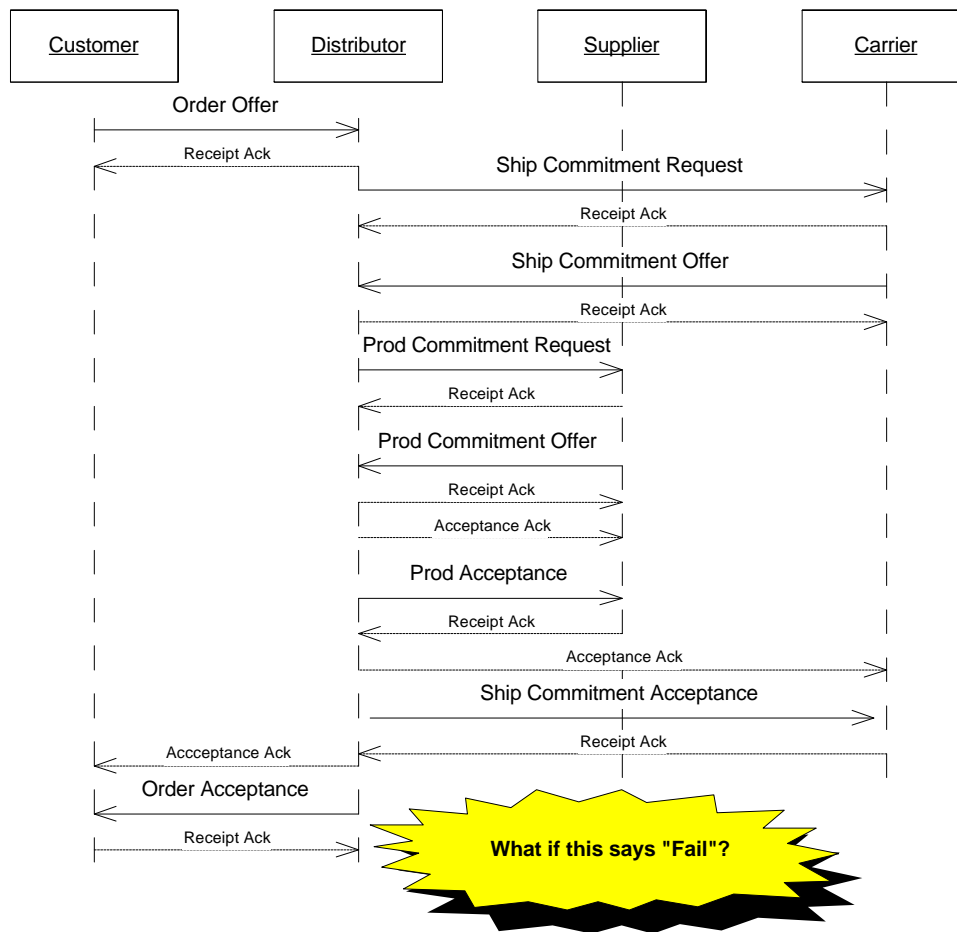 Customer
Distributor
Supplier
Carrier
Order Offer
Receipt Ack
Ship Commitment Request
Receipt Ack
Ship Commitment Offer
Receipt Ack
Prod Commitment Request
Receipt Ack
Prod Commitment Offer
Receipt Ack
Acceptance Ack
Prod Acceptance
Receipt Ack
Acceptance Ack
Ship Commitment Acceptance
Receipt Ack
Accceptance Ack
Order Acceptance
Receipt Ack
What if this says "Fail"?